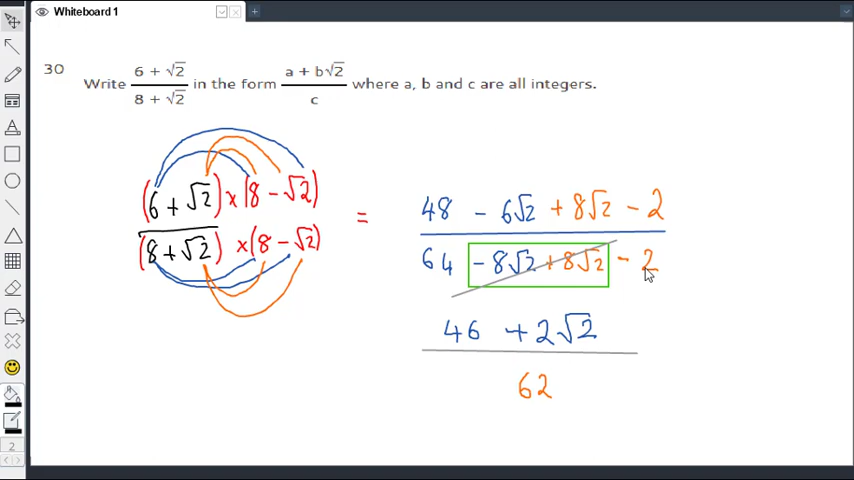 Whiteboard 1
30
Write (6 + √2)/(8 + √2) in the form (a + b√2)/c where a, b and c are all integers.
(6 + √2) × (8 − √2) / (8 + √2) × (8 − √2) = 48 − 6√2 + 8√2 − 2 / 64 − 8√2 + 8√2 − 2
46 + 2√2
62
2